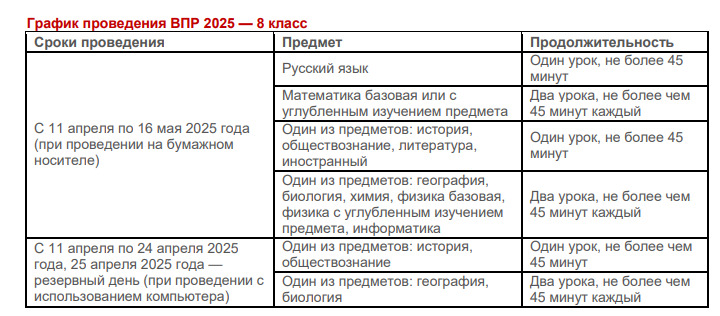 График проведения ВПР 2025 — 8 класс
Сроки проведения
Предмет
Продолжительность
С 11 апреля по 16 мая 2025 года
(при проведении на бумажном
носителе)
Русский язык
Один урок, не более 45
минут
Математика базовая или с
углубленным изучением предмета
Два урока, не более чем
45 минут каждый
Один из предметов: история,
обществознание, литература,
иностранный
Один урок, не более 45
минут
Один из предметов: география,
биология, химия, физика базовая,
физика с углубленным изучением
предмета, информатика
Два урока, не более чем
45 минут каждый
С 11 апреля по 24 апреля 2025
года, 25 апреля 2025 года —
резервный день (при проведении с
использованием компьютера)
Один из предметов: история,
обществознание
Один урок, не более чем
45 минут
Один из предметов: география,
биология
Два урока, не более чем
45 минут каждый